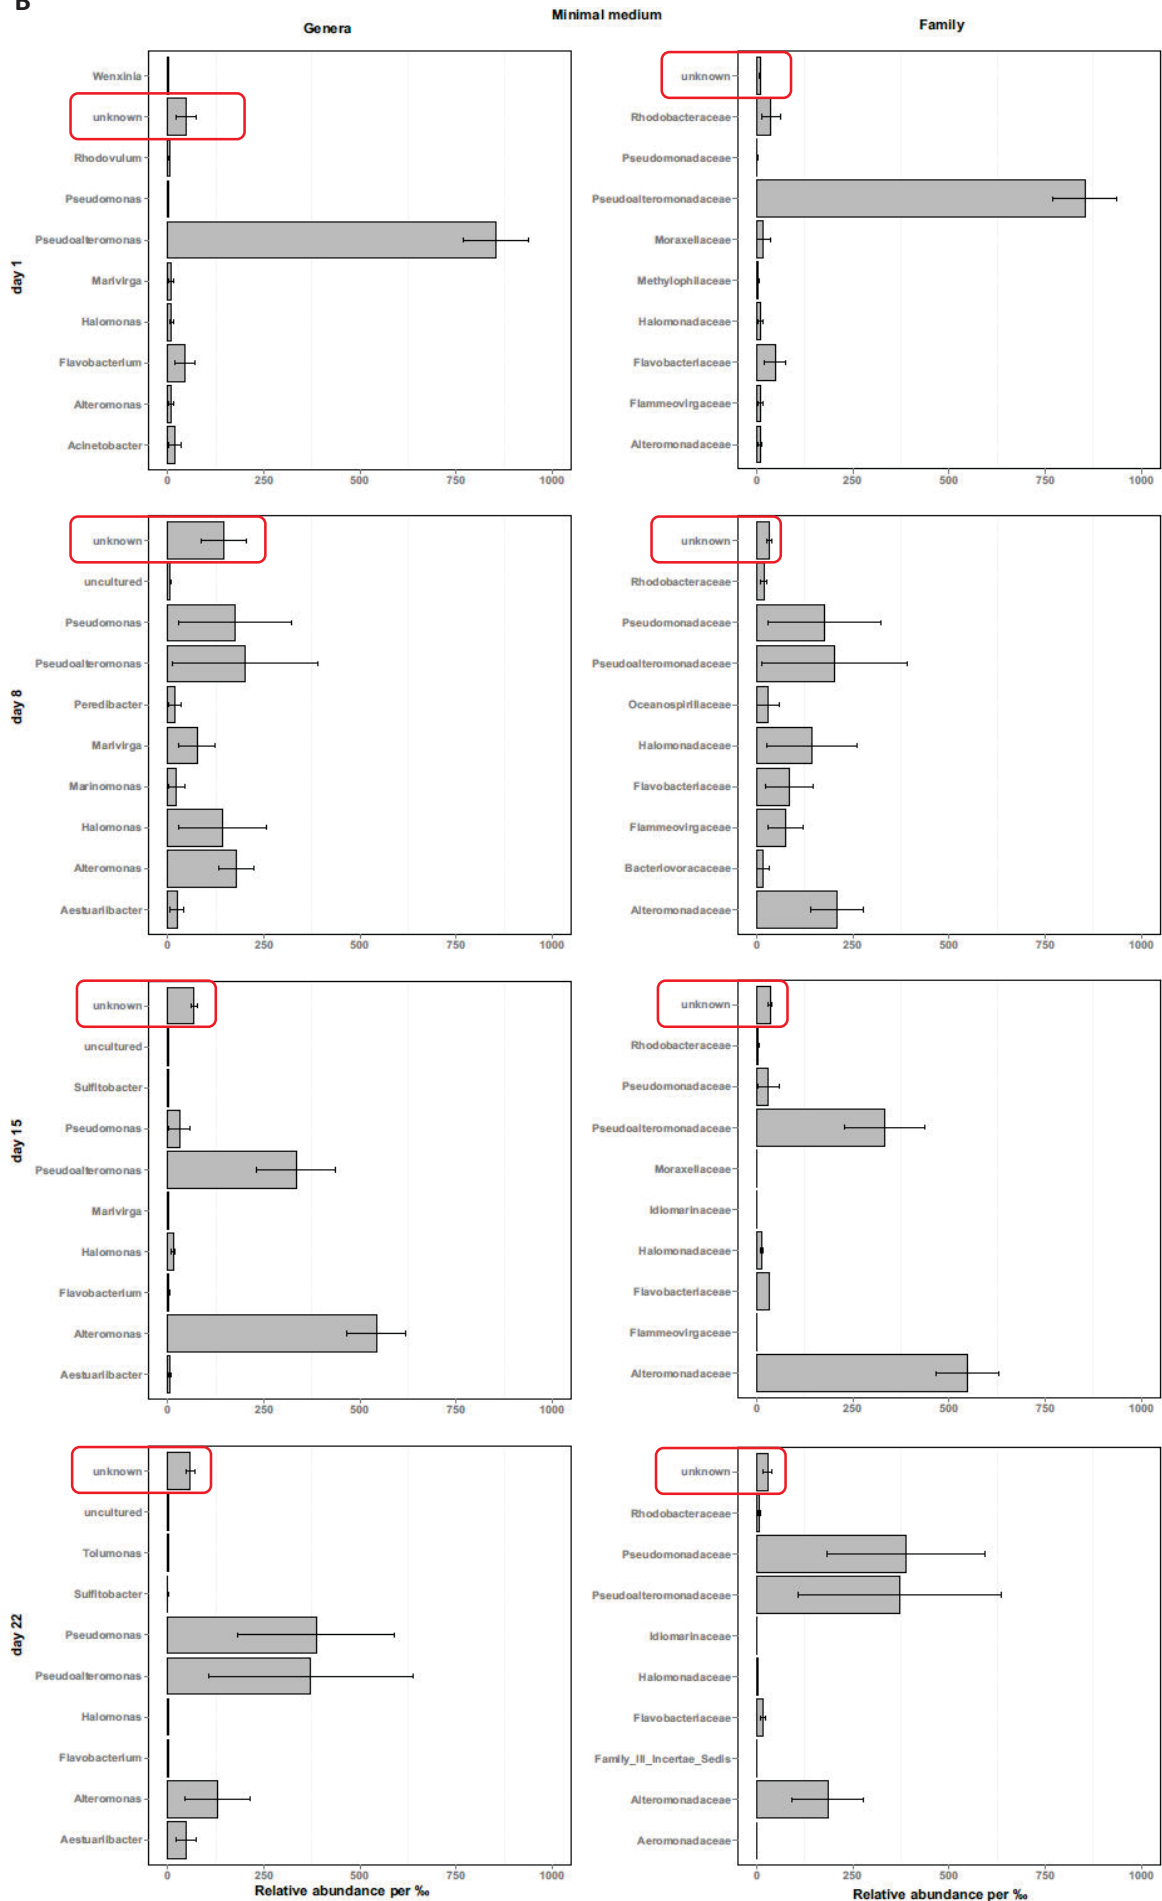 B
Minimal medium
Genera
Family
day 1
Wenxinia
unknown
Rhodovulum
Pseudomonas
Pseudoalteromonas
Marivirga
Halomonas
Flavobacterium
Alteromonas
Acinetobacter
0 250 500 750 1000
unknown
Rhodobacteraceae
Pseudomonadaceae
Pseudoalteromonadaceae
Moraxellaceae
Methylophilaceae
Halomonadaceae
Flavobacteriaceae
Flammeovirgaceae
Alteromonadaceae
0 250 500 750 1000
day 8
unknown
uncultured
Pseudomonas
Pseudoalteromonas
Peredibacter
Marivirga
Marinomonas
Halomonas
Alteromonas
Aestuariibacter
0 250 500 750 1000
unknown
Rhodobacteraceae
Pseudomonadaceae
Pseudoalteromonadaceae
Oceanospirillaceae
Halomonadaceae
Flavobacteriaceae
Flammeovirgaceae
Bacteriovoracaceae
Alteromonadaceae
0 250 500 750 1000
day 15
unknown
uncultured
Sulfitobacter
Pseudomonas
Pseudoalteromonas
Marivirga
Halomonas
Flavobacterium
Alteromonas
Aestuariibacter
0 250 500 750 1000
unknown
Rhodobacteraceae
Pseudomonadaceae
Pseudoalteromonadaceae
Moraxellaceae
Idiomarinaceae
Halomonadaceae
Flavobacteriaceae
Flammeovirgaceae
Alteromonadaceae
0 250 500 750 1000
day 22
unknown
uncultured
Tolumonas
Sulfitobacter
Pseudomonas
Pseudoalteromonas
Halomonas
Flavobacterium
Alteromonas
Aestuariibacter
0 250 500 750 1000
Relative abundance per ‰
unknown
Rhodobacteraceae
Pseudomonadaceae
Pseudoalteromonadaceae
Idiomarinaceae
Halomonadaceae
Flavobacteriaceae
Family_III_Incertae_Sedis
Alteromonadaceae
Aeromonadaceae
0 250 500 750 1000
Relative abundance per ‰